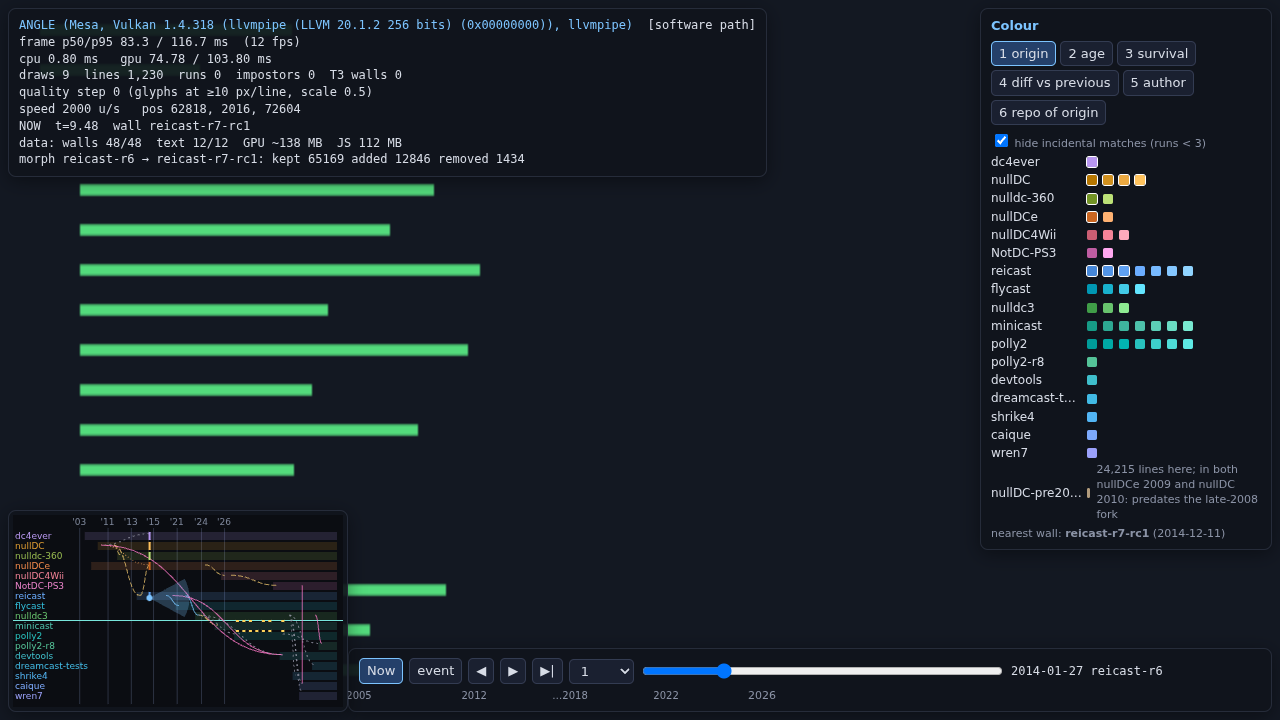 ANGLE (Mesa, Vulkan 1.4.318 (llvmpipe (LLVM 20.1.2 256 bits) (0x00000000)), llvmpipe) [software path]
frame p50/p95 83.3 / 116.7 ms (12 fps)
cpu 0.80 ms gpu 74.78 / 103.80 ms
draws 9 lines 1,230 runs 0 impostors 0 T3 walls 0
quality step 0 (glyphs at ≥10 px/line, scale 0.5)
speed 2000 u/s pos 62818, 2016, 72604
NOW t=9.48 wall reicast-r7-rc1
data: walls 48/48 text 12/12 GPU ~138 MB JS 112 MB
morph reicast-r6 → reicast-r7-rc1: kept 65169 added 12846 removed 1434
Colour
1 origin 2 age 3 survival
4 diff vs previous 5 author
6 repo of origin
hide incidental matches (runs < 3)
dc4ever
nullDC
nulldc-360
nullDCe
nullDC4Wii
NotDC-PS3
reicast
flycast
nulldc3
minicast
polly2
polly2-r8
devtools
dreamcast-t…
shrike4
caique
wren7
nullDC-pre20…
24,215 lines here; in both
nullDCe 2009 and nullDC
2010: predates the late-2008
fork
nearest wall: reicast-r7-rc1 (2014-12-11)
'03 '11 '13 '15 '21 '24 '26
dc4ever
nullDC
nulldc-360
nullDCe
nullDC4Wii
NotDC-PS3
reicast
flycast
nulldc3
minicast
polly2
polly2-r8
devtools
dreamcast-tests
shrike4
caique
wren7
Now event ◀ ▶ ▶| 1 2014-01-27 reicast-r6
2005 2012 …2018 2022 2026